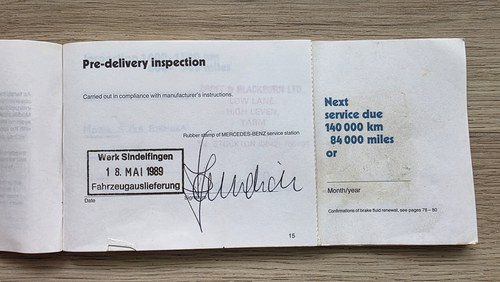 Pre-delivery inspection
Carried out in compliance with manufacturer's instructions.
Rubber stamp of MERCEDES-BENZ service station
Werk Sindelfingen
18. MAI 1989
Fahrzeugauslieferung
Date
15
Next
service due
140 000 km
84 000 miles
or
Month/year
Confirmations of brake fluid renewal, see pages 78 – 80